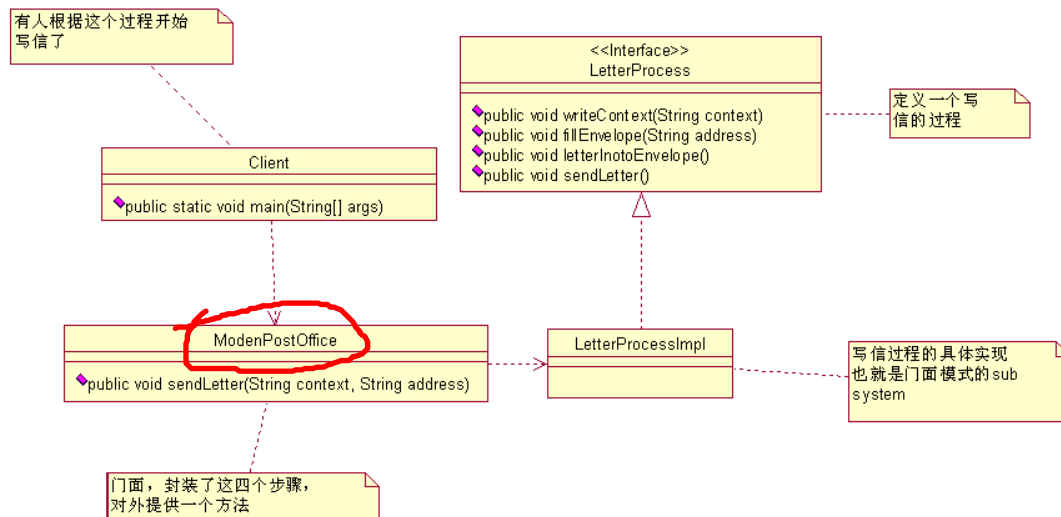 有人根据这个过程开始
写信了
<<Interface>>
LetterProcess
public void writeContext(String context)
public void fillEnvelope(String address)
public void letterInotoEnvelope()
public void sendLetter()
定义一个写
信的过程
Client
public static void main(String[] args)
ModenPostOffice
public void sendLetter(String context, String address)
LetterProcessImpl
写信过程的具体实现
也就是门面模式的sub
system
门面，封装了这四个步骤，
对外提供一个方法